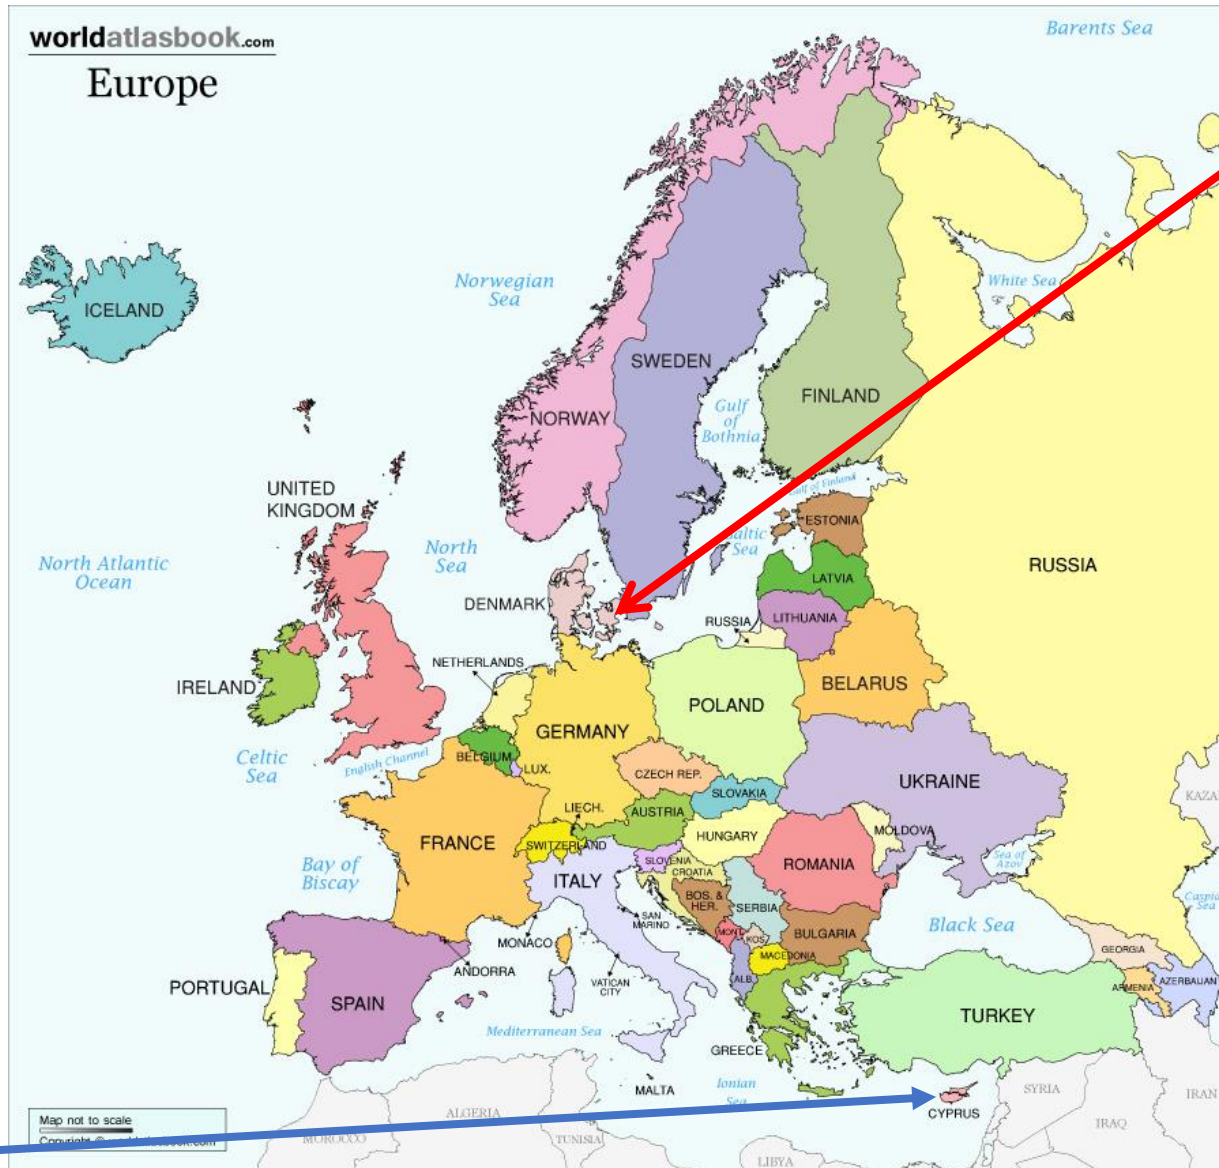 worldatlasbook.com
Europe
Barents Sea
ICELAND
Norwegian
Sea
White Sea
SWEDEN
FINLAND
NORWAY
Gulf
of
Bothnia
UNITED
KINGDOM
Gulf of Finland
ESTONIA
North Atlantic
Ocean
North
Sea
Sea
RUSSIA
LATVIA
DENMARK
LITHUANIA
RUSSIA
NETHERLANDS
IRELAND
BELARUS
POLAND
GERMANY
Celtic
Sea
English Channel
BELGIUM
LUX.
CZECH REP.
UKRAINE
SLOVAKIA
LIECH.
AUSTRIA
FRANCE
SWITZERLAND
HUNGARY
MOLDOVA
Bay of
Biscay
SLOVENIA
CROATIA
ROMANIA
Sea of
Azov
ITALY
BOS. &
HER.
SERBIA
SAN
MARINO
Black Sea
MONACO
MONT.
KOS.
BULGARIA
GEORGIA
MACEDONIA
ANDORRA
VATICAN
CITY
ALB.
ARMENIA
AZERBAIJAN
PORTUGAL
SPAIN
TURKEY
Mediterranean Sea
GREECE
MALTA
Ionian
Sea
CYPRUS
SYRIA
IRAN
IRAQ
ALGERIA
MOROCCO
TUNISIA
LIBYA
Map not to scale